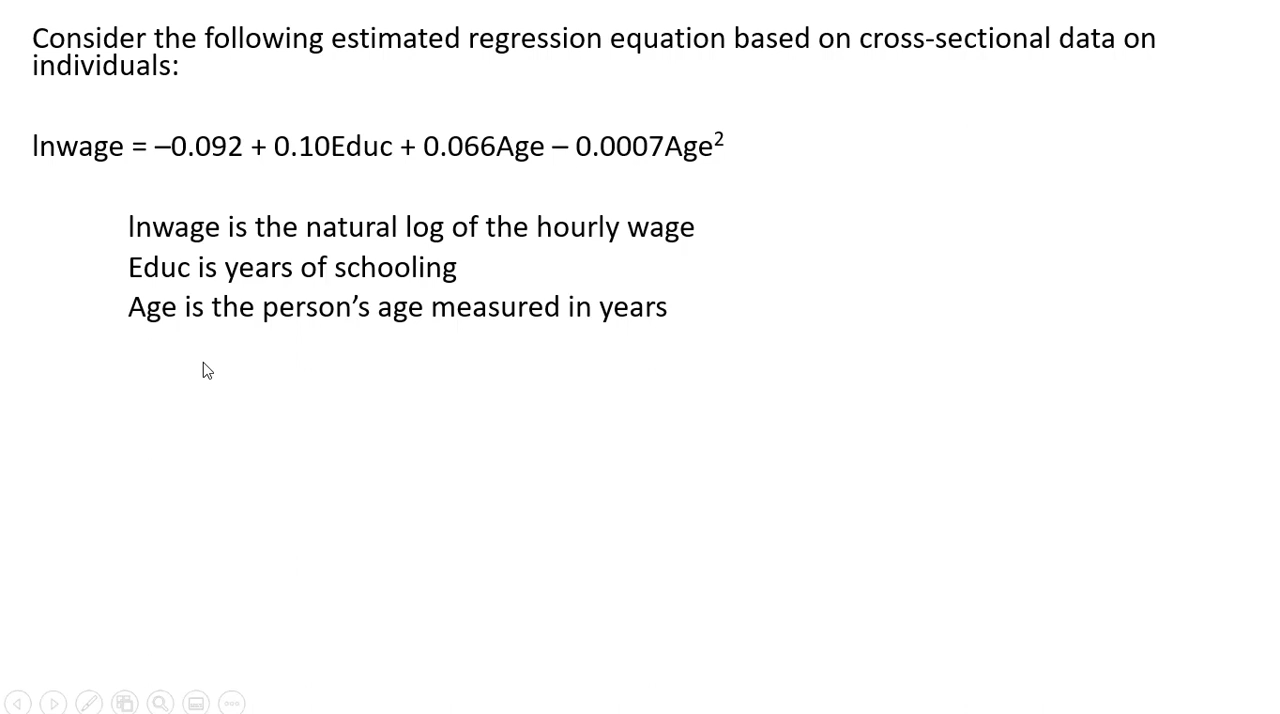 Consider the following estimated regression equation based on cross-sectional data on
individuals:
lnwage = –0.092 + 0.10Educ + 0.066Age – 0.0007Age²
lnwage is the natural log of the hourly wage
Educ is years of schooling
Age is the person’s age measured in years